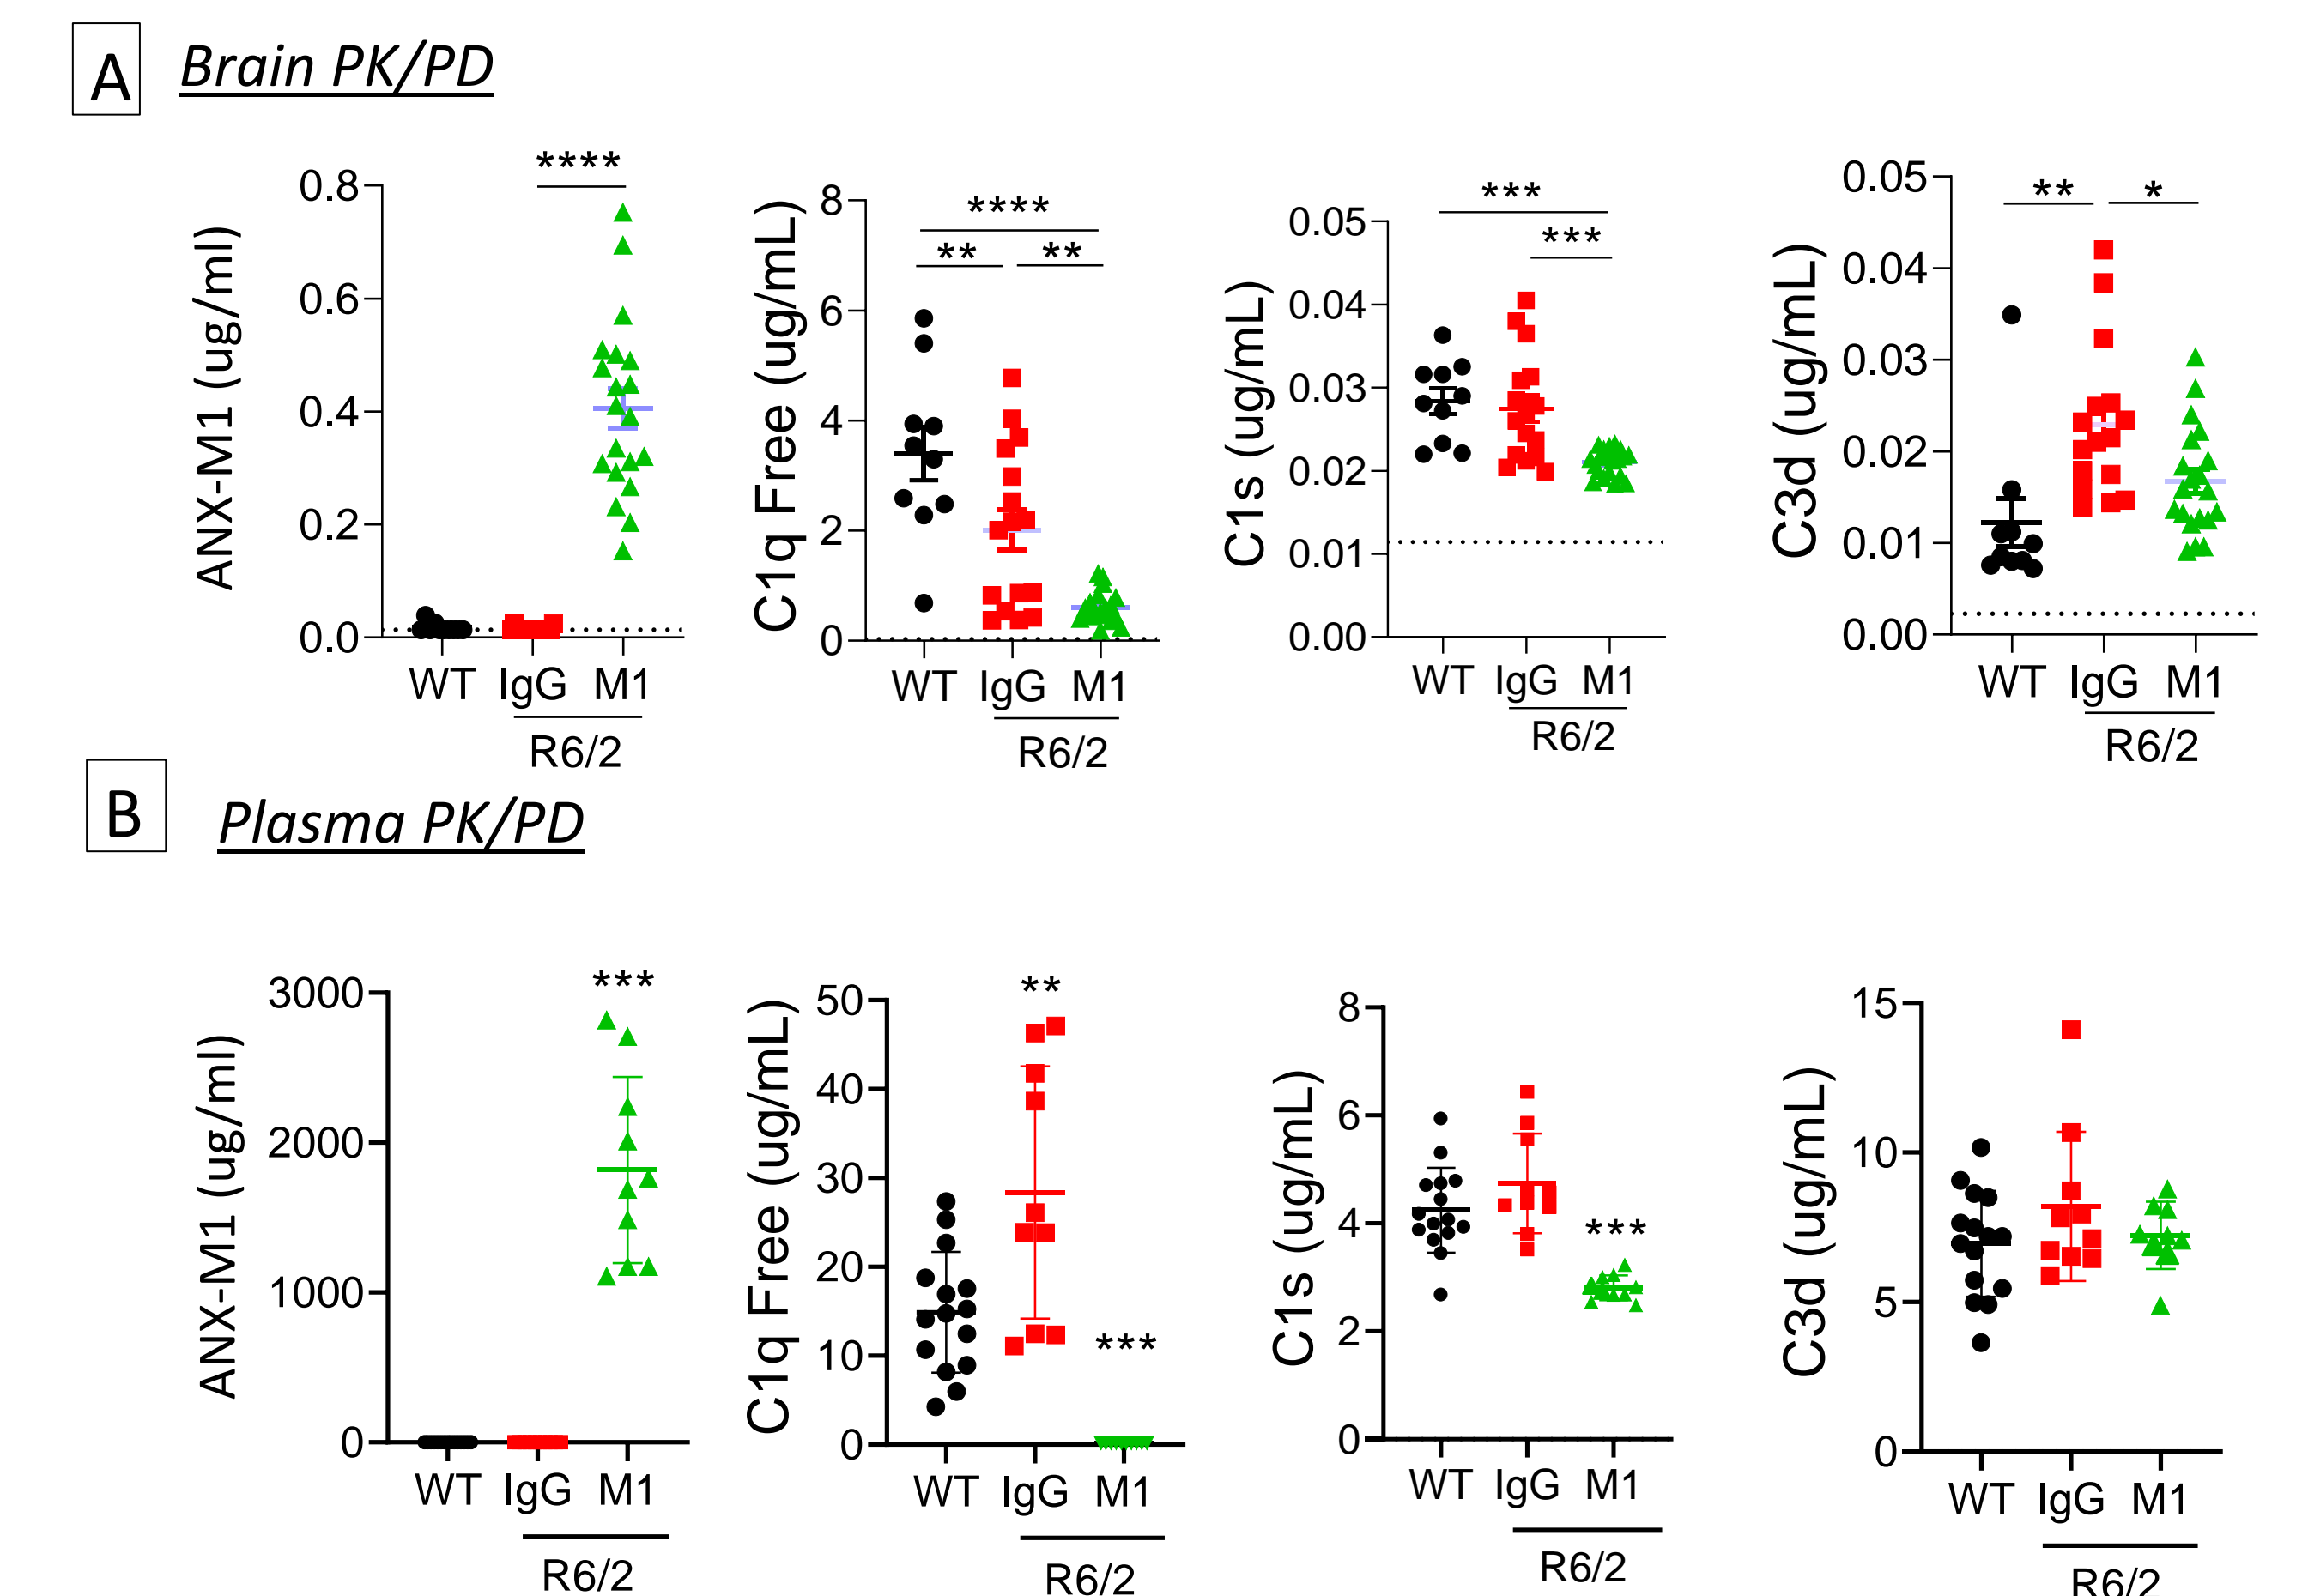 A Brain PK/PD
ANX-M1 (ug/ml)
0.8
0.6
0.4
0.2
0.0
****
WT IgG M1
R6/2
C1q Free (ug/mL)
8
6
4
2
0
****
** **
WT IgG M1
R6/2
C1s (ug/mL)
0.05
0.04
0.03
0.02
0.01
0.00
***
***
WT IgG M1
R6/2
C3d (ug/mL)
0.05
0.04
0.03
0.02
0.01
0.00
** *
WT IgG M1
R6/2
B Plasma PK/PD
ANX-M1 (ug/ml)
3000
2000
1000
0
***
WT IgG M1
R6/2
C1q Free (ug/mL)
50
40
30
20
10
0
**
***
WT IgG M1
R6/2
C1s (ug/mL)
8
6
4
2
0
***
WT IgG M1
R6/2
C3d (ug/mL)
15
10
5
0
WT IgG M1
R6/2